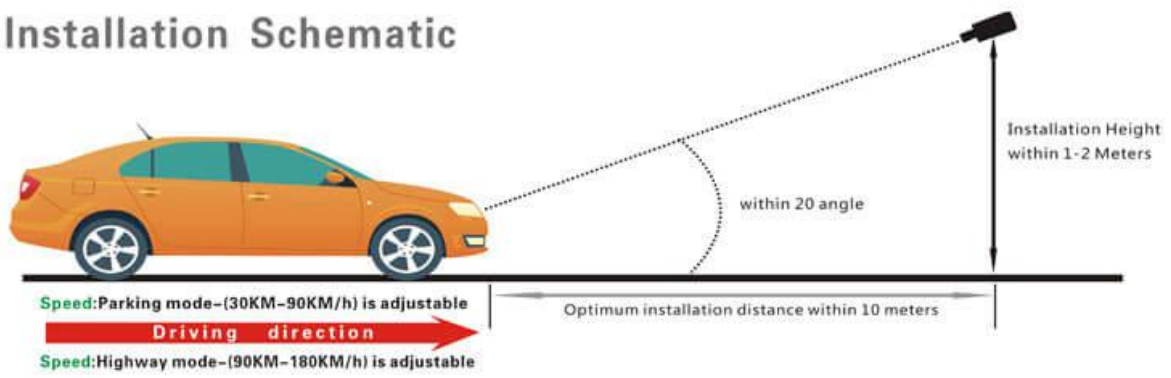 Installation Schematic
Installation Height
within 1-2 Meters
within 20 angle
Speed:Parking mode-(30KM-90KM/h) is adjustable
Optimum installation distance within 10 meters
Driving direction
Speed:Highway mode-(90KM-180KM/h) is adjustable